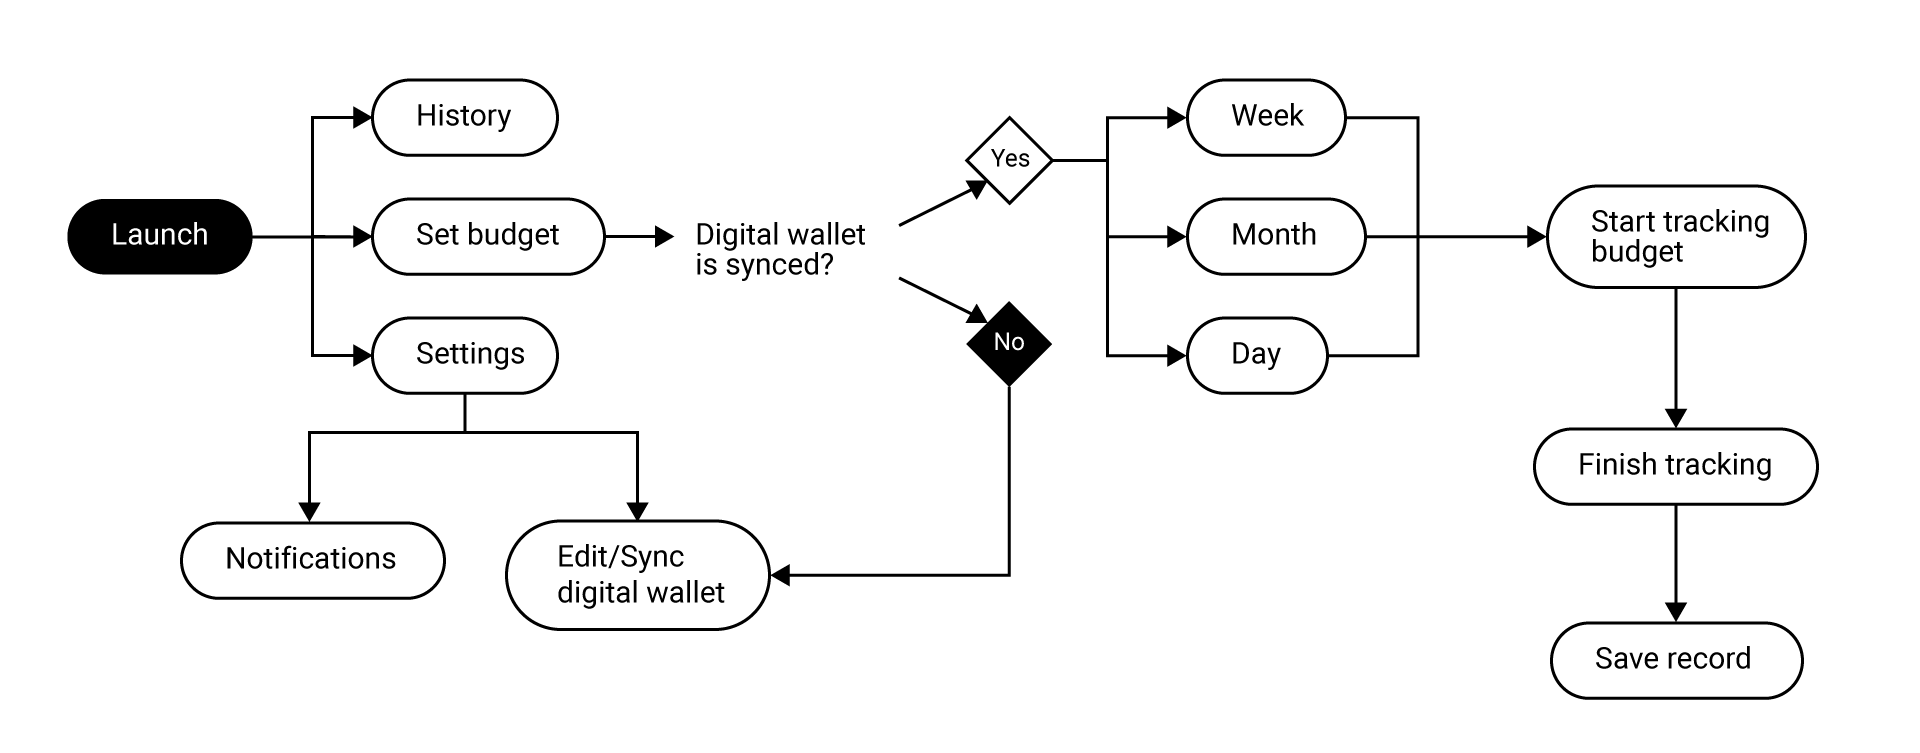 History
Launch
Set budget
Settings
Notifications
Edit/Sync
digital wallet
Digital wallet
is synced?
Yes
No
Week
Month
Day
Start tracking
budget
Finish tracking
Save record